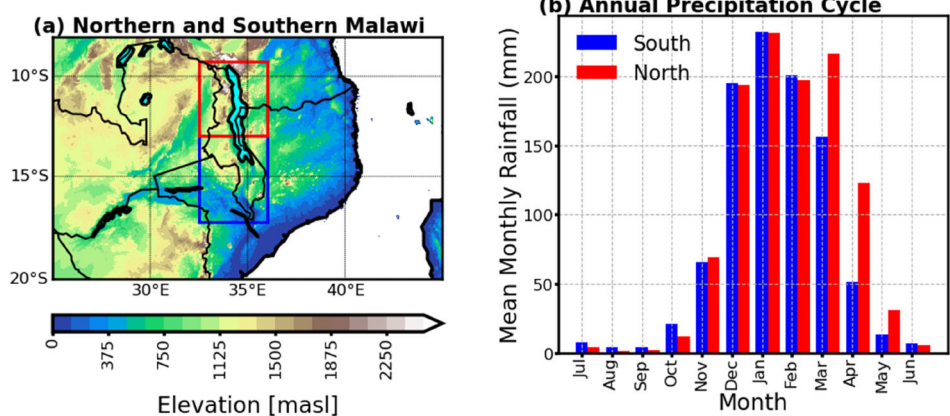 (a) Northern and Southern Malawi
10°S
15°S
20°S
30°E 35°E 40°E
0 375 750 1125 1500 1875 2250
Elevation [masl]
(b) Annual Precipitation Cycle
Mean Monthly Rainfall (mm)
200
150
100
50
0
South
North
Jul Aug Sep Oct Nov Dec Jan Feb Mar Apr May Jun
Month